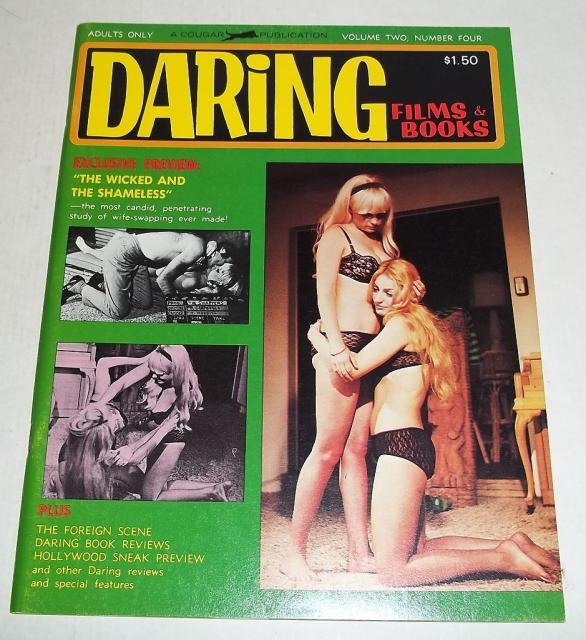 ADULTS ONLY
A COUGAR PUBLICATION
VOLUME TWO, NUMBER FOUR
$1.50
DARiNG
FILMS &
BOOKS
EXCLUSIVE PREVIEW:
"THE WICKED AND
THE SHAMELESS"
—the most candid, penetrating
study of wife-swapping ever made!
PLUS
THE FOREIGN SCENE
DARING BOOK REVIEWS
HOLLYWOOD SNEAK PREVIEW
and other Daring reviews
and special features